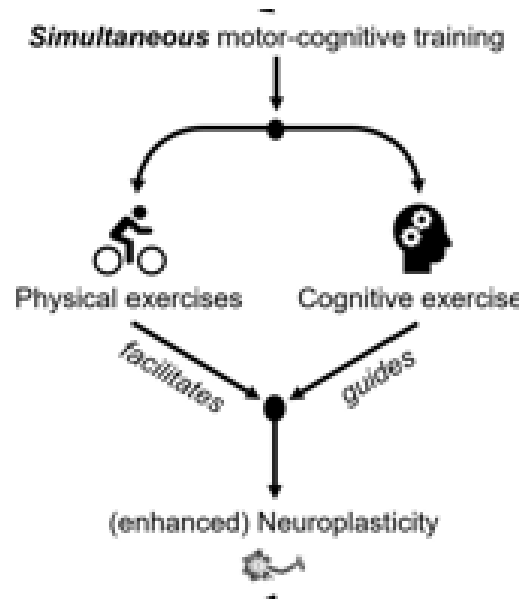 Simultaneous motor-cognitive training
Physical exercises
Cognitive exercise
facilitates
guides
(enhanced) Neuroplasticity